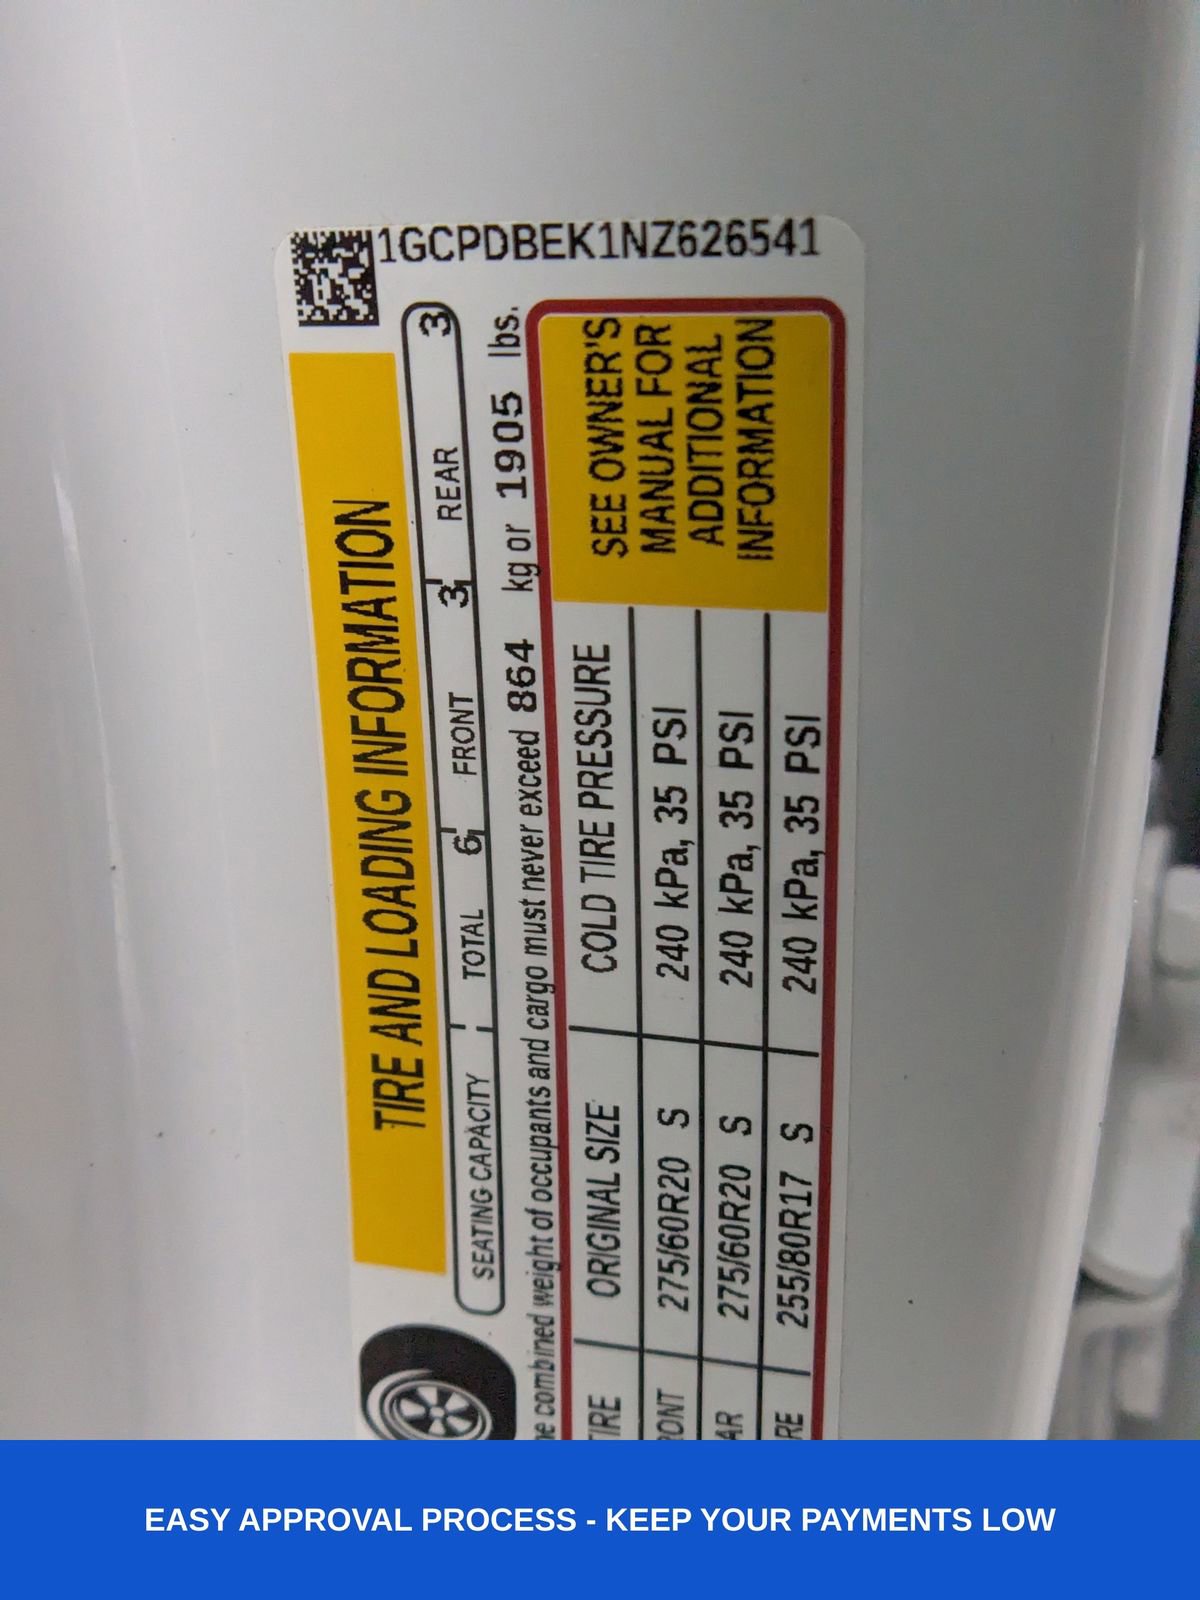 1GCPDBEK1NZ626541
TIRE AND LOADING INFORMATION
SEATING CAPACITY TOTAL 6 FRONT 3 REAR 3
combined weight of occupants and cargo must never exceed 864 kg or 1905 lbs.
TIRE ORIGINAL SIZE COLD TIRE PRESSURE
275/60R20 S 240 kPa, 35 PSI
275/60R20 S 240 kPa, 35 PSI
255/80R17 S 240 kPa, 35 PSI
SEE OWNER'S
MANUAL FOR
ADDITIONAL
INFORMATION
EASY APPROVAL PROCESS - KEEP YOUR PAYMENTS LOW